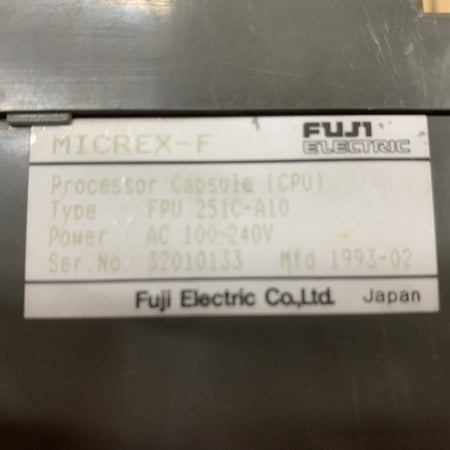 MICREX-F FUJI ELECTRIC
Processor Capsule (CPU)
Type FPU 251C-A10
Power AC 100-240V
Ser.No. 32010133 Mfd 1993-02
Fuji Electric Co.,Ltd. Japan